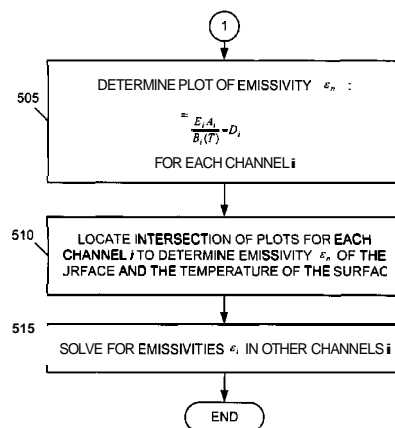 1
505
DETERMINE PLOT OF EMISSIVITY εn :
= EiAi / Bi(T) - Di
FOR EACH CHANNEL i
510
LOCATE INTERSECTION OF PLOTS FOR EACH
CHANNEL i TO DETERMINE EMISSIVITY εn OF THE
JRFACE AND THE TEMPERATURE OF THE SURFAC
515
SOLVE FOR EMISSIVITIES εi IN OTHER CHANNELS i
END